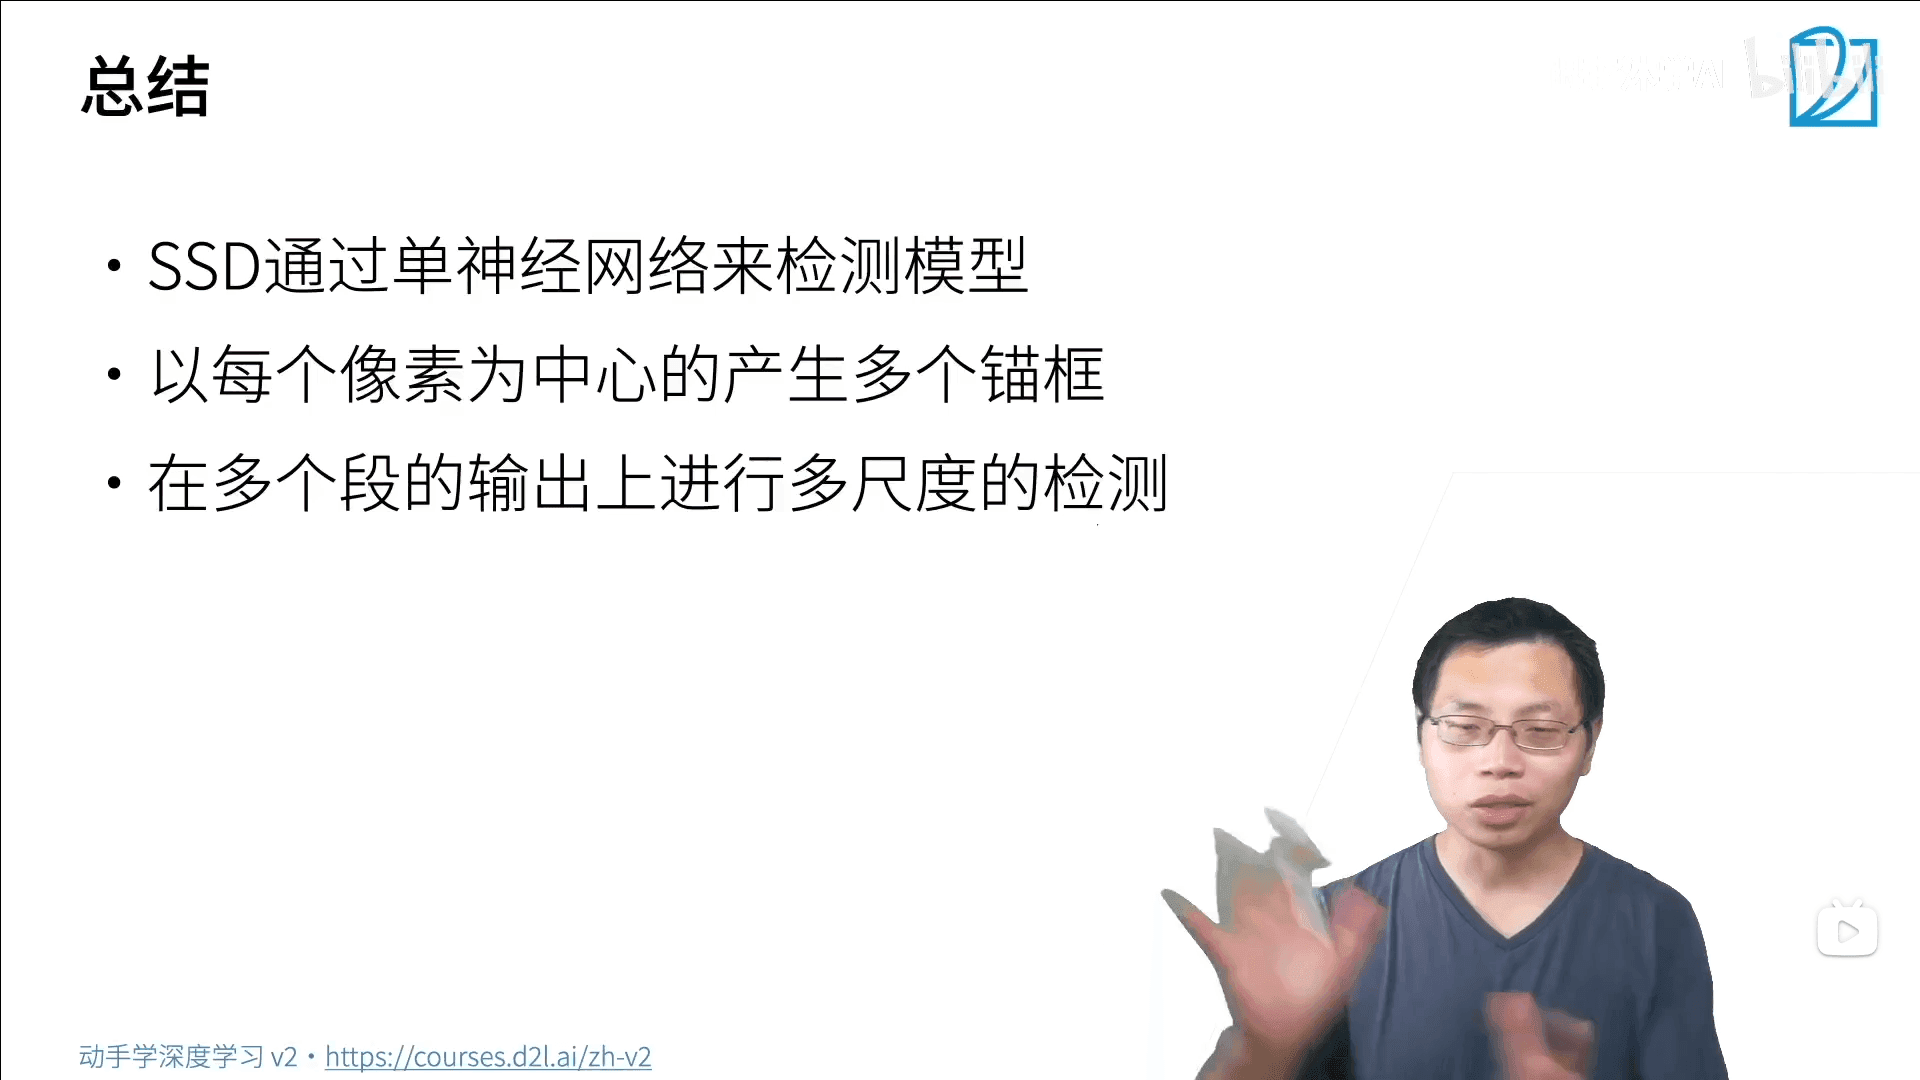 总结
• SSD通过单神经网络来检测模型
• 以每个像素为中心的产生多个锚框
• 在多个段的输出上进行多尺度的检测
动手学深度学习 v2 • https://courses.d2l.ai/zh-v2